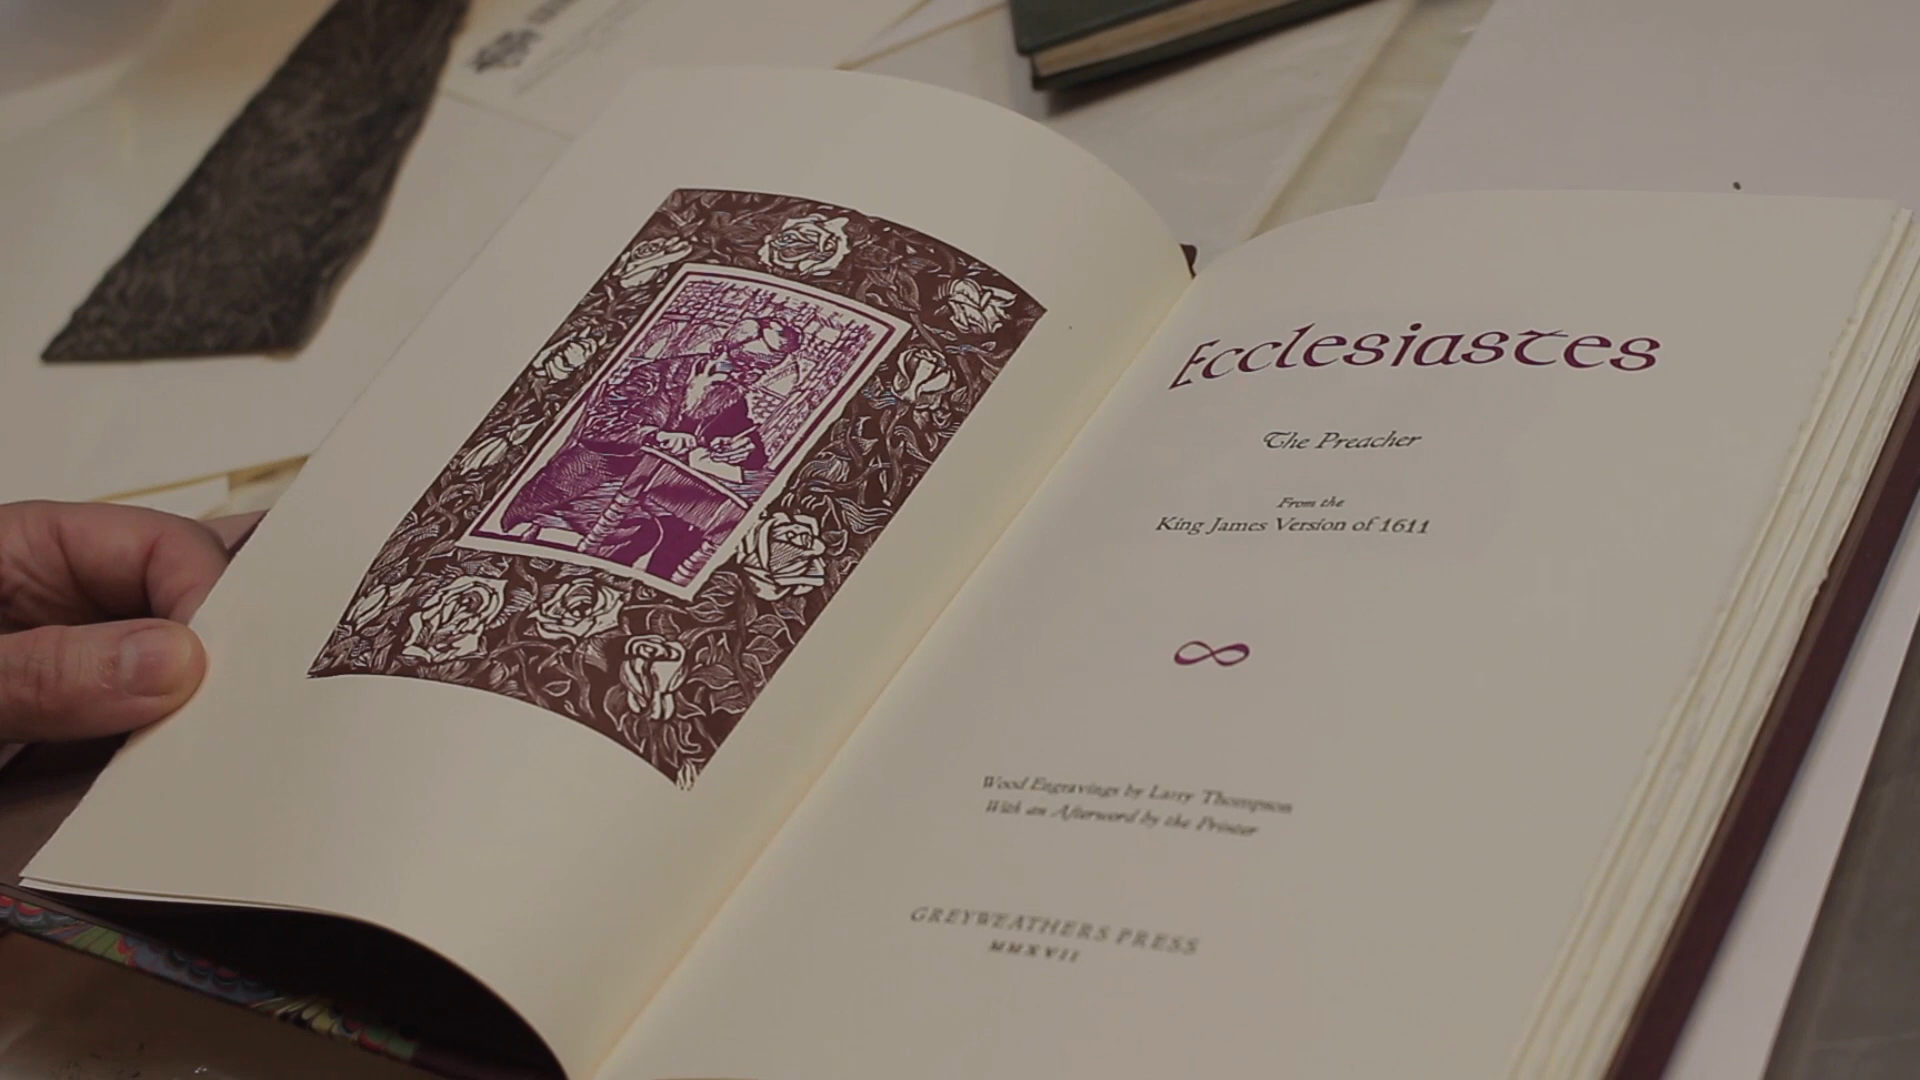 Ecclesiastes
The Preacher
From the
King James Version of 1611
Wood Engravings by Larry Thompson
With an Afterword by the Printer
GREYWEATHERS PRESS
MMXVII